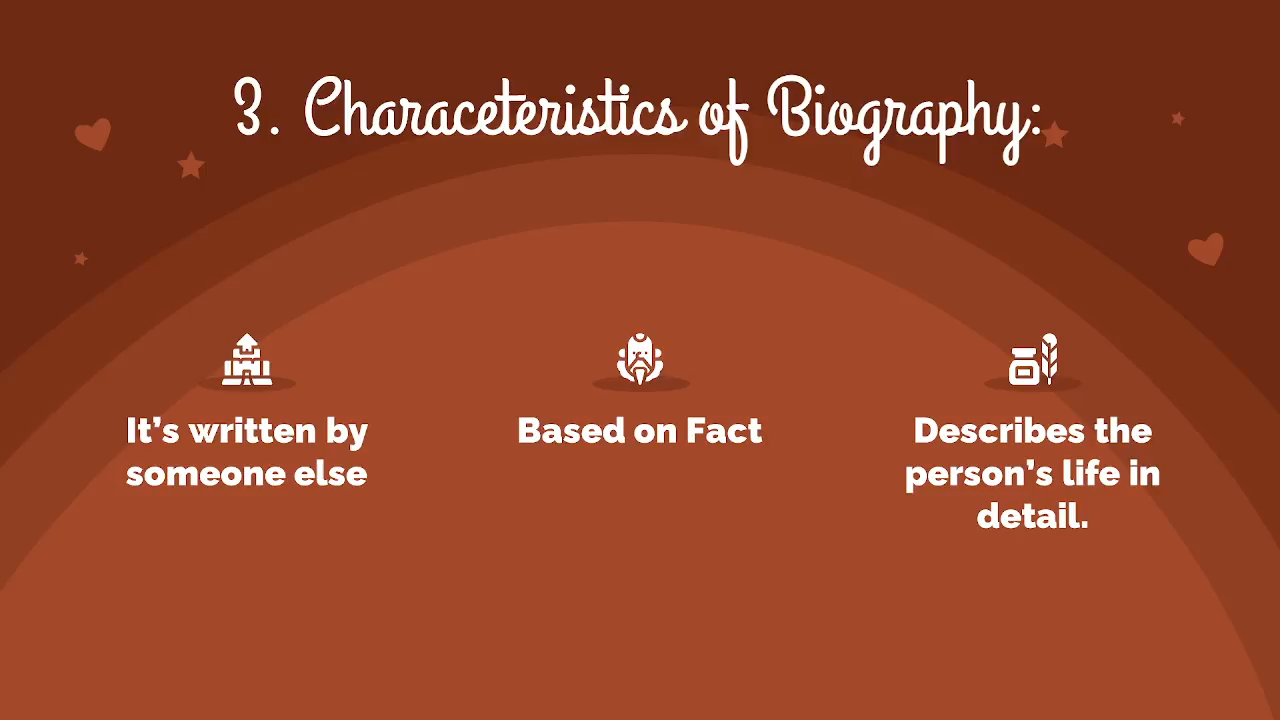 3. Characeteristics of Biography:
It's written by
someone else
Based on Fact
Describes the
person's life in
detail.